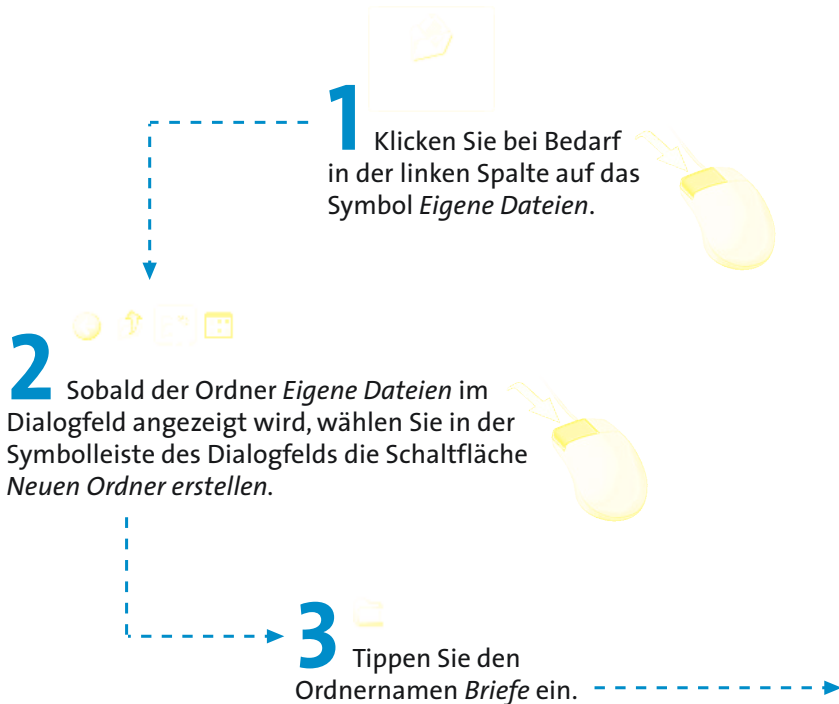 1 Klicken Sie bei Bedarf
in der linken Spalte auf das
Symbol Eigene Dateien.
2 Sobald der Ordner Eigene Dateien im
Dialogfeld angezeigt wird, wählen Sie in der
Symbolleiste des Dialogfelds die Schaltfläche
Neuen Ordner erstellen.
3 Tippen Sie den
Ordnernamen Briefe ein.